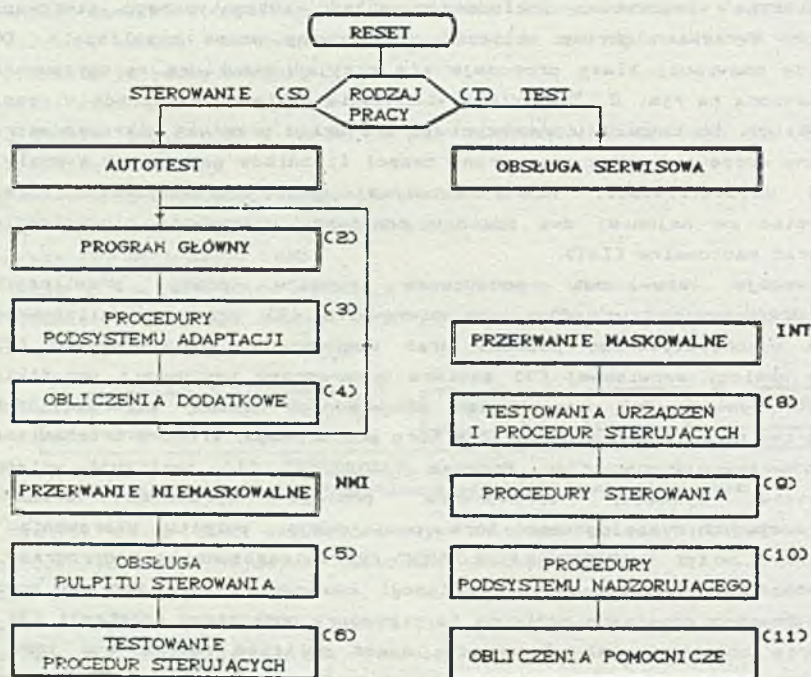 RESET
STEROWANIE (S)
RODZAJ
PRACY
(T) TEST
AUTOTEST
OBSŁUGA SERWISOWA
PROGRAM GŁÓWNY
(2)
PROCEDURY
PODSYSTEMU ADAPTACJI
(3)
OBLICZENIA DODATKOWE
(4)
PRZERWANIE NIEMASKOWALNE
NMI
OBSŁUGA
PULPITU STEROWANIA
(5)
TESTOWANIE
PROCEDUR STERUJĄCYCH
(6)
PRZERWANIE MASKOWALNE
INT
TESTOWANIA URZĄDZEŃ
I PROCEDUR STERUJĄCYCH
(8)
PROCEDURY STEROWANIA
(9)
PROCEDURY
PODSYSTEMU NADZORUJĄCEGO
(10)
OBLICZENIA POMOCNICZE
(11)